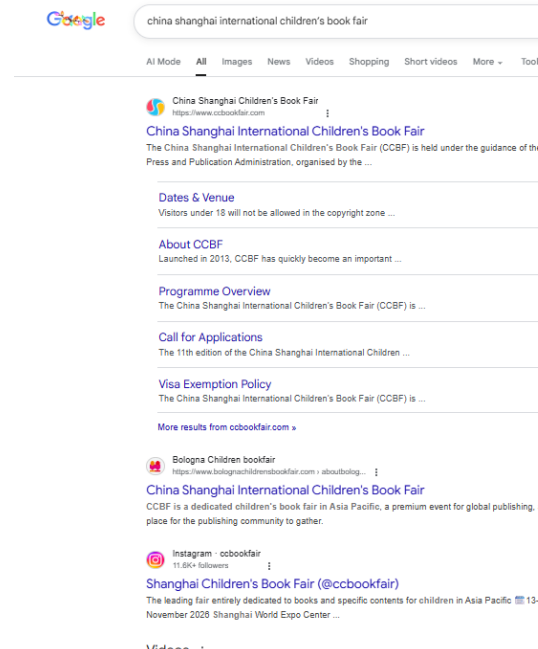 Google
china shanghai international children's book fair
AI Mode All Images News Videos Shopping Short videos More
China Shanghai Children's Book Fair
https://www.ccbookfair.com
China Shanghai International Children's Book Fair
The China Shanghai International Children's Book Fair (CCBF) is held under the guidance of the
Press and Publication Administration, organised by the ...
Dates & Venue
Visitors under 18 will not be allowed in the copyright zone ...
About CCBF
Launched in 2013, CCBF has quickly become an important ...
Programme Overview
The China Shanghai International Children's Book Fair (CCBF) is ...
Call for Applications
The 11th edition of the China Shanghai International Children ...
Visa Exemption Policy
The China Shanghai International Children's Book Fair (CCBF) is ...
More results from ccbookfair.com »
Bologna Children bookfair
https://www.bolognachildrensbookfair.com › aboutbolog...
China Shanghai International Children's Book Fair
CCBF is a dedicated children's book fair in Asia Pacific, a premium event for global publishing,
place for the publishing community to gather.
Instagram · ccbookfair
11.6K+ followers
Shanghai Children's Book Fair (@ccbookfair)
The leading fair entirely dedicated to books and specific contents for children in Asia Pacific 📅 13-
November 2026 Shanghai World Expo Center ...
Videos